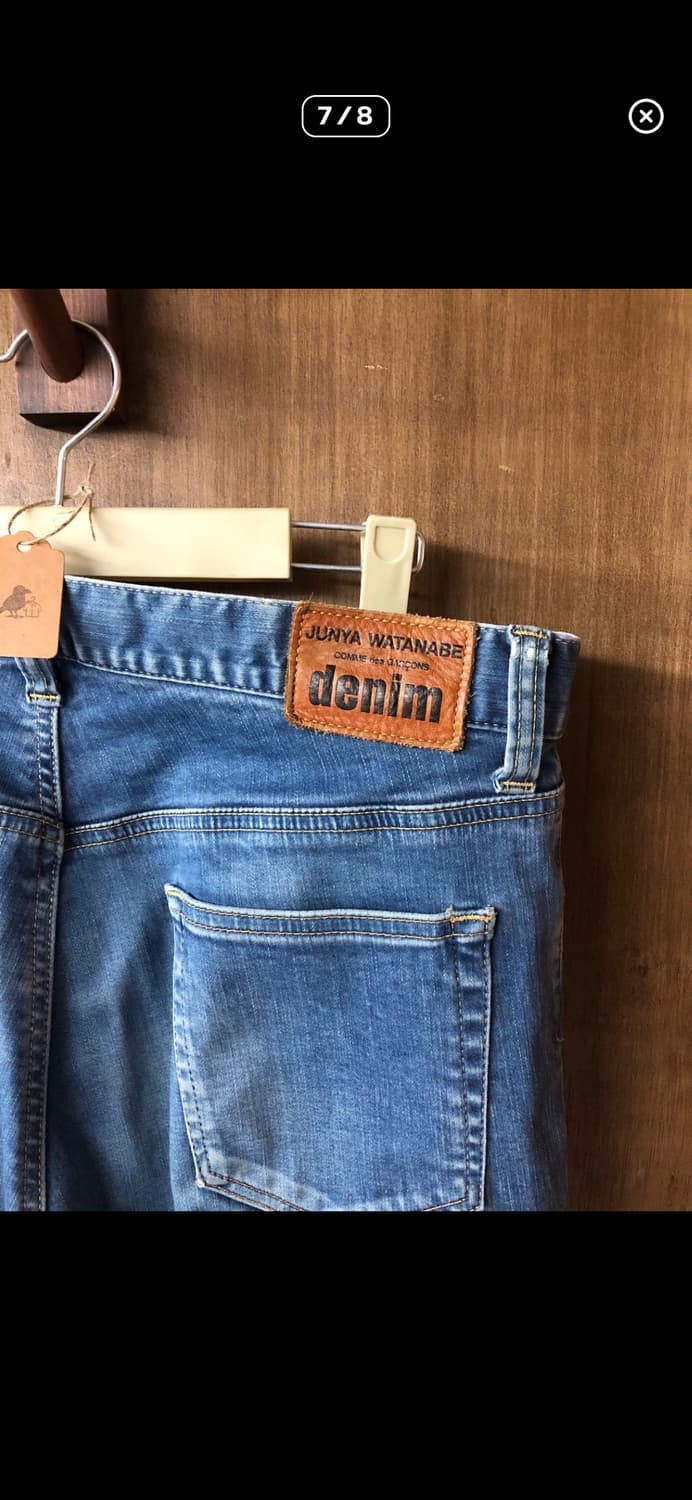 7/8
JUNYA WATANABE
COMME des GARÇONS
denim